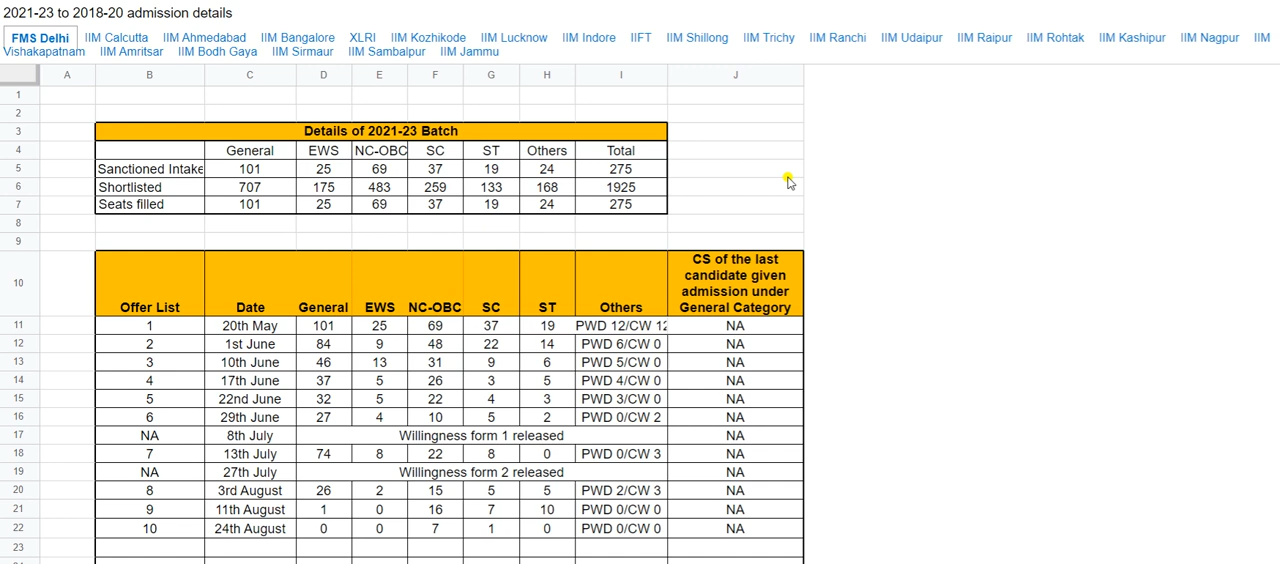 2021-23 to 2018-20 admission details
FMS Delhi IIM Calcutta IIM Ahmedabad IIM Bangalore XLRI IIM Kozhikode IIM Lucknow IIM Indore IIFT IIM Shillong IIM Trichy IIM Ranchi IIM Udaipur IIM Raipur IIM Rohtak IIM Kashipur IIM Nagpur IIM
Vishakapatnam IIM Amritsar IIM Bodh Gaya IIM Sirmaur IIM Sambalpur IIM Jammu
A B C D E F G H I J
1
2
3 Details of 2021-23 Batch
4 General EWS NC-OBC SC ST Others Total
5 Sanctioned Intake 101 25 69 37 19 24 275
6 Shortlisted 707 175 483 259 133 168 1925
7 Seats filled 101 25 69 37 19 24 275
8
9
CS of the last
candidate given
admission under
10 Offer List Date General EWS NC-OBC SC ST Others General Category
11 1 20th May 101 25 69 37 19 PWD 12/CW 12 NA
12 2 1st June 84 9 48 22 14 PWD 6/CW 0 NA
13 3 10th June 46 13 31 9 6 PWD 5/CW 0 NA
14 4 17th June 37 5 26 3 5 PWD 4/CW 0 NA
15 5 22nd June 32 5 22 4 3 PWD 3/CW 0 NA
16 6 29th June 27 4 10 5 2 PWD 0/CW 2 NA
17 NA 8th July Willingness form 1 released NA
18 7 13th July 74 8 22 8 0 PWD 0/CW 3 NA
19 NA 27th July Willingness form 2 released NA
20 8 3rd August 26 2 15 5 5 PWD 2/CW 3 NA
21 9 11th August 1 0 16 7 10 PWD 0/CW 0 NA
22 10 24th August 0 0 7 1 0 PWD 0/CW 0 NA
23